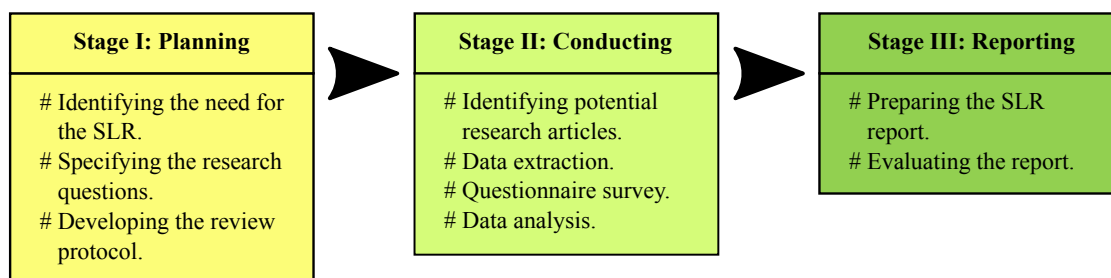 Stage I: Planning
# Identifying the need for
the SLR.
# Specifying the research
questions.
# Developing the review
protocol.
Stage II: Conducting
# Identifying potential
research articles.
# Data extraction.
# Questionnaire survey.
# Data analysis.
Stage III: Reporting
# Preparing the SLR
report.
# Evaluating the report.